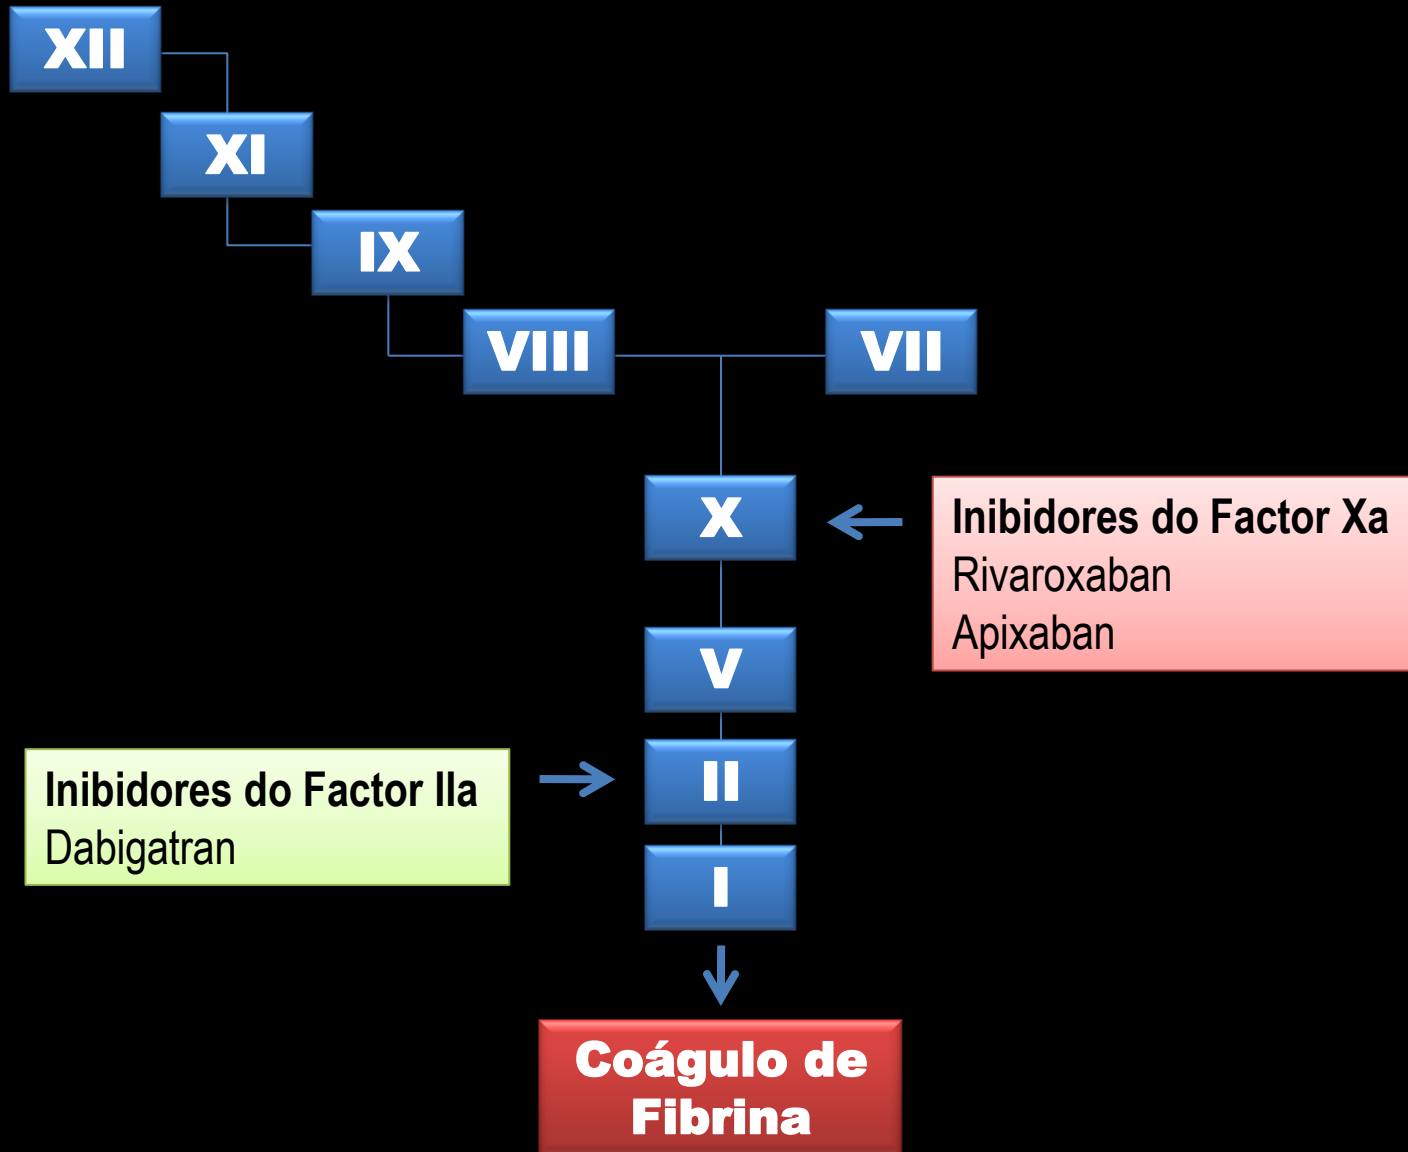 XII
XI
IX
VIII
VII
X
Inibidores do Factor Xa
Rivaroxaban
Apixaban
V
Inibidores do Factor IIa
Dabigatran
II
I
Coágulo de
Fibrina